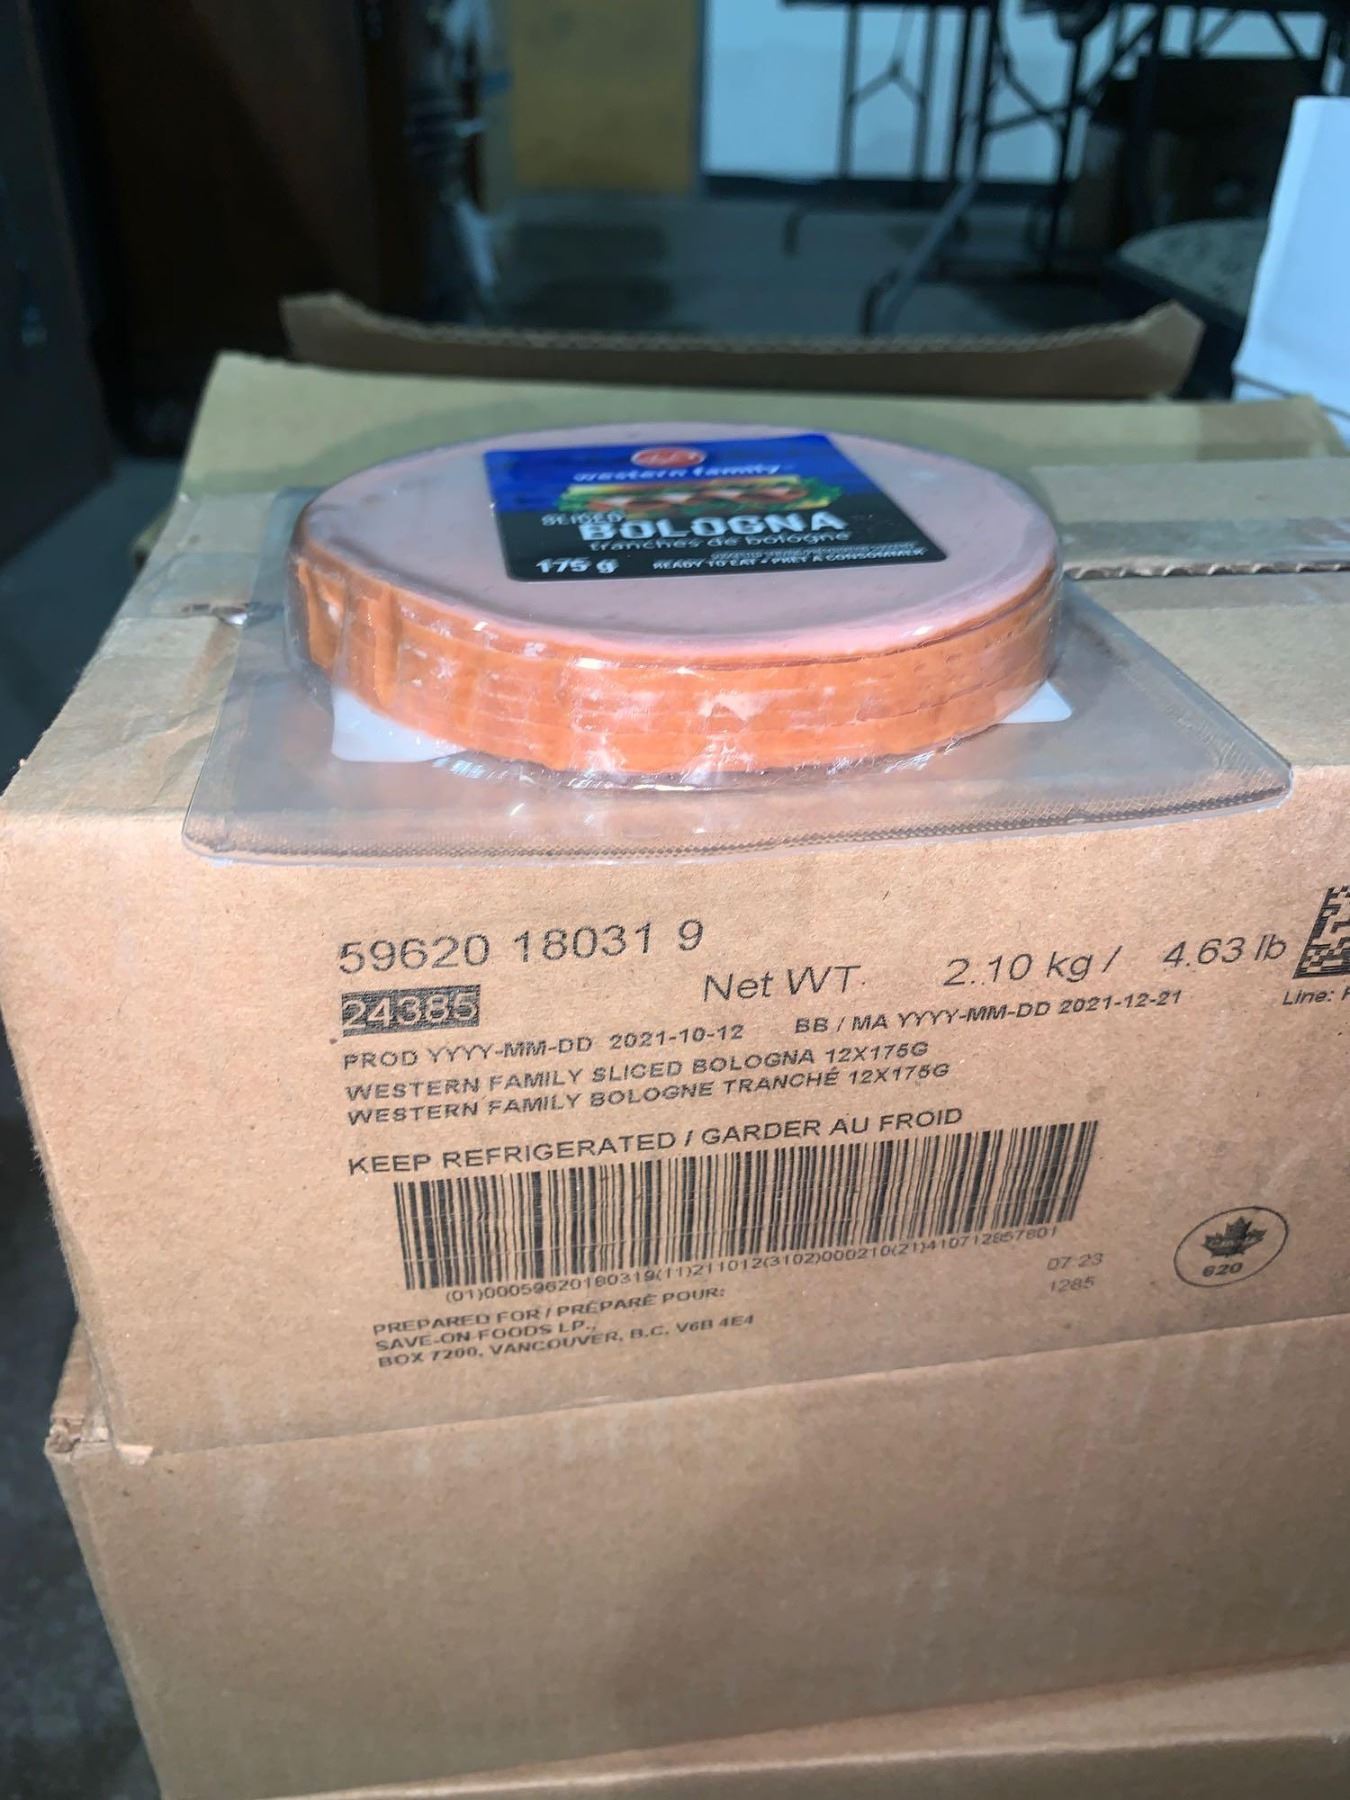 western family
SLICED
BOLOGNA
tranches de bologne
175 g
READY TO EAT • PRÊT À CONSOMMER
59620 18031 9
24385
Net WT. 2.10 kg / 4.63 lb
Line:
PROD YYYY-MM-DD 2021-10-12 BB / MA YYYY-MM-DD 2021-12-21
WESTERN FAMILY SLICED BOLOGNA 12X175G
WESTERN FAMILY BOLOGNE TRANCHÉ 12X175G
KEEP REFRIGERATED / GARDER AU FROID
(01)00059620180319(11)211012(3102)000210(21)410712857801
07 23
1285
620
PREPARED FOR / PRÉPARÉ POUR:
SAVE-ON-FOODS LP.,
BOX 7200, VANCOUVER, B.C. V6B 4E4